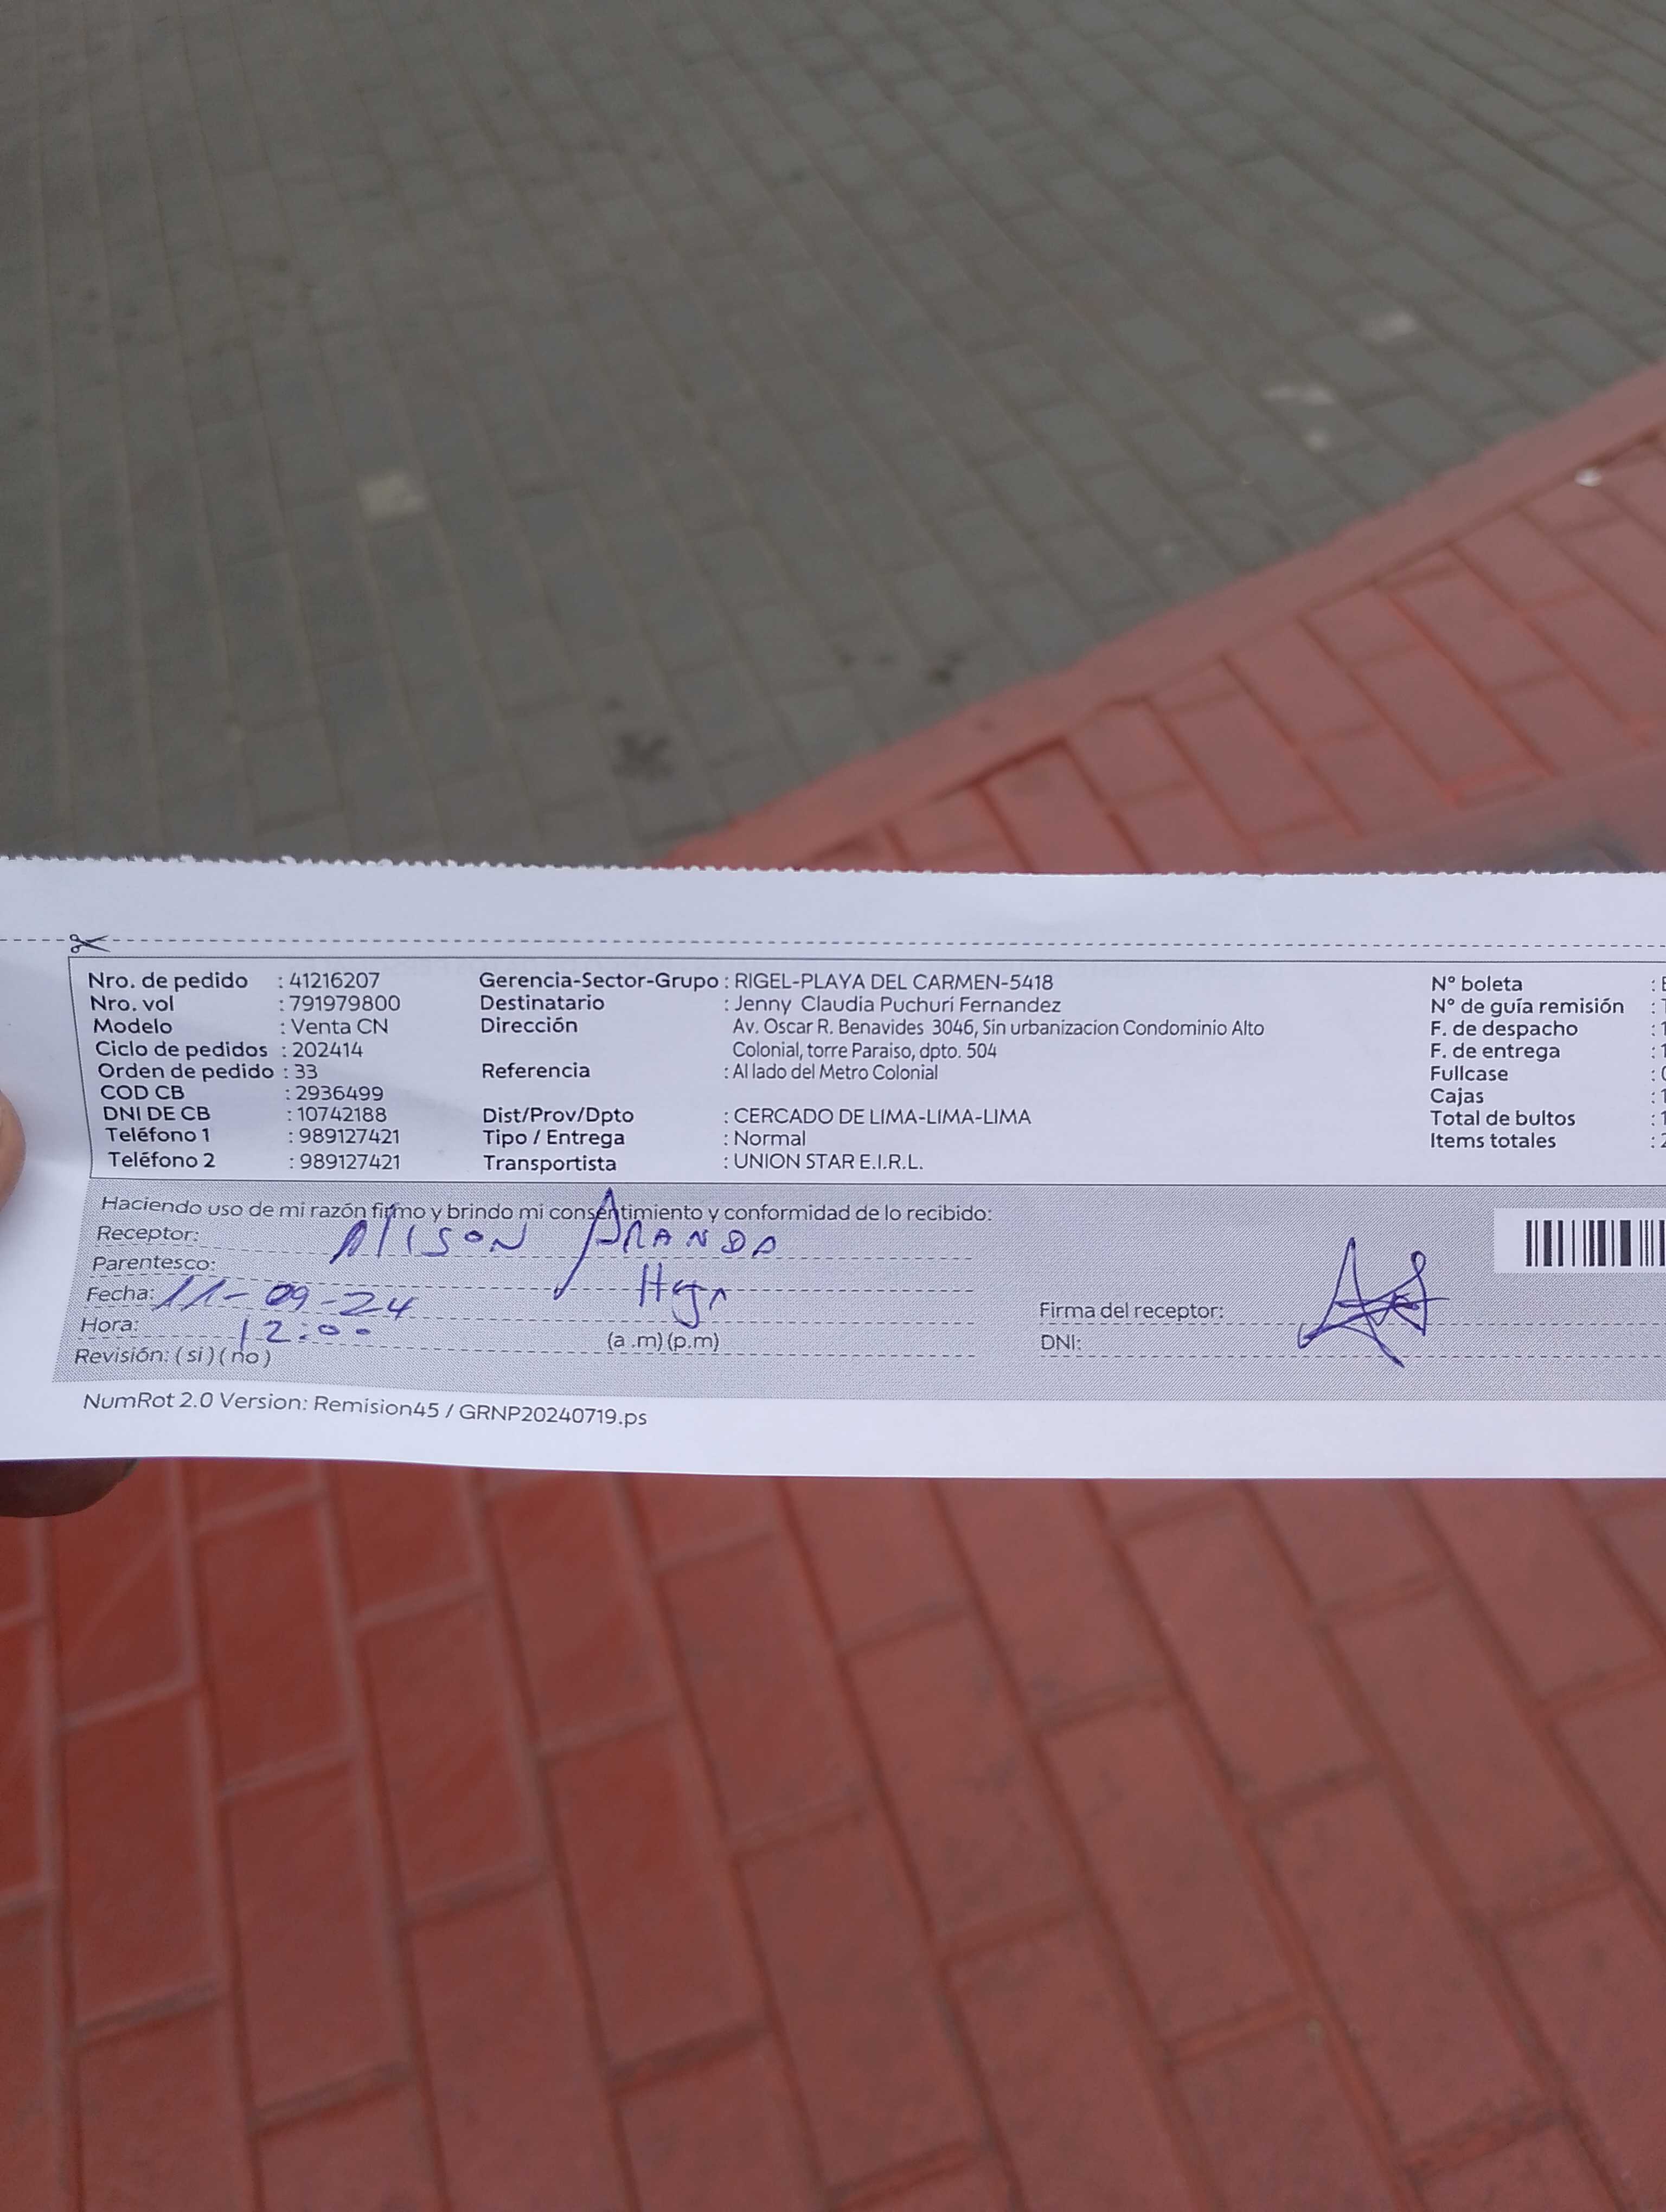 Nro. de pedido : 41216207
Nro. vol : 791979800
Modelo : Venta CN
Ciclo de pedidos : 202414
Orden de pedido : 33
COD CB : 2936499
DNI DE CB : 10742188
Teléfono 1 : 989127421
Teléfono 2 : 989127421
Gerencia-Sector-Grupo : RIGEL-PLAYA DEL CARMEN-5418
Destinatario : Jenny Claudia Puchuri Fernandez
Dirección Av. Oscar R. Benavides 3046, Sin urbanizacion Condominio Alto
Colonial, torre Paraiso, dpto. 504
Referencia : Al lado del Metro Colonial
Dist/Prov/Dpto : CERCADO DE LIMA-LIMA-LIMA
Tipo / Entrega : Normal
Transportista : UNION STAR E.I.R.L.
N° boleta :
N° de guía remisión :
F. de despacho : 1
F. de entrega : 1
Fullcase :
Cajas : 1
Total de bultos : 1
Items totales : 2
Haciendo uso de mi razón firmo y brindo mi consentimiento y conformidad de lo recibido:
Receptor: Alison Aranda
Parentesco:
Fecha: 11-09-24
Hora: 12:00 (a .m) (p.m)
Revisión: ( si ) ( no )
Firma del receptor:
DNI:
NumRot 2.0 Version: Remision45 / GRNP20240719.ps